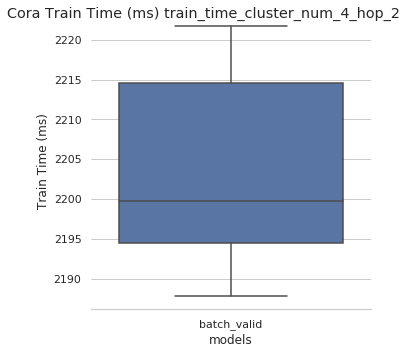 Cora Train Time (ms) train_time_cluster_num_4_hop_2
2220
2215
2210
2205
2200
2195
2190
Train Time (ms)
batch_valid
models